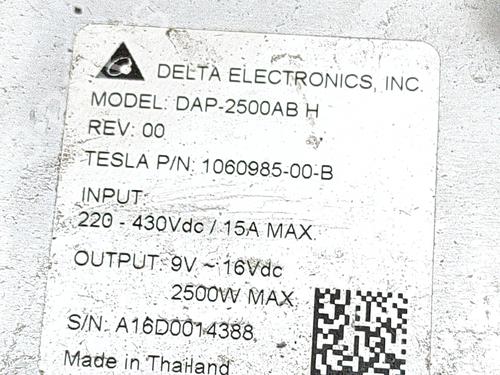 DELTA ELECTRONICS, INC.
MODEL: DAP-2500AB H
REV: 00
TESLA P/N: 1060985-00-B
INPUT:
220 - 430Vdc / 15A MAX.
OUTPUT: 9V ~ 16Vdc
2500W MAX.
S/N: A16D0014388
Made in Thailand